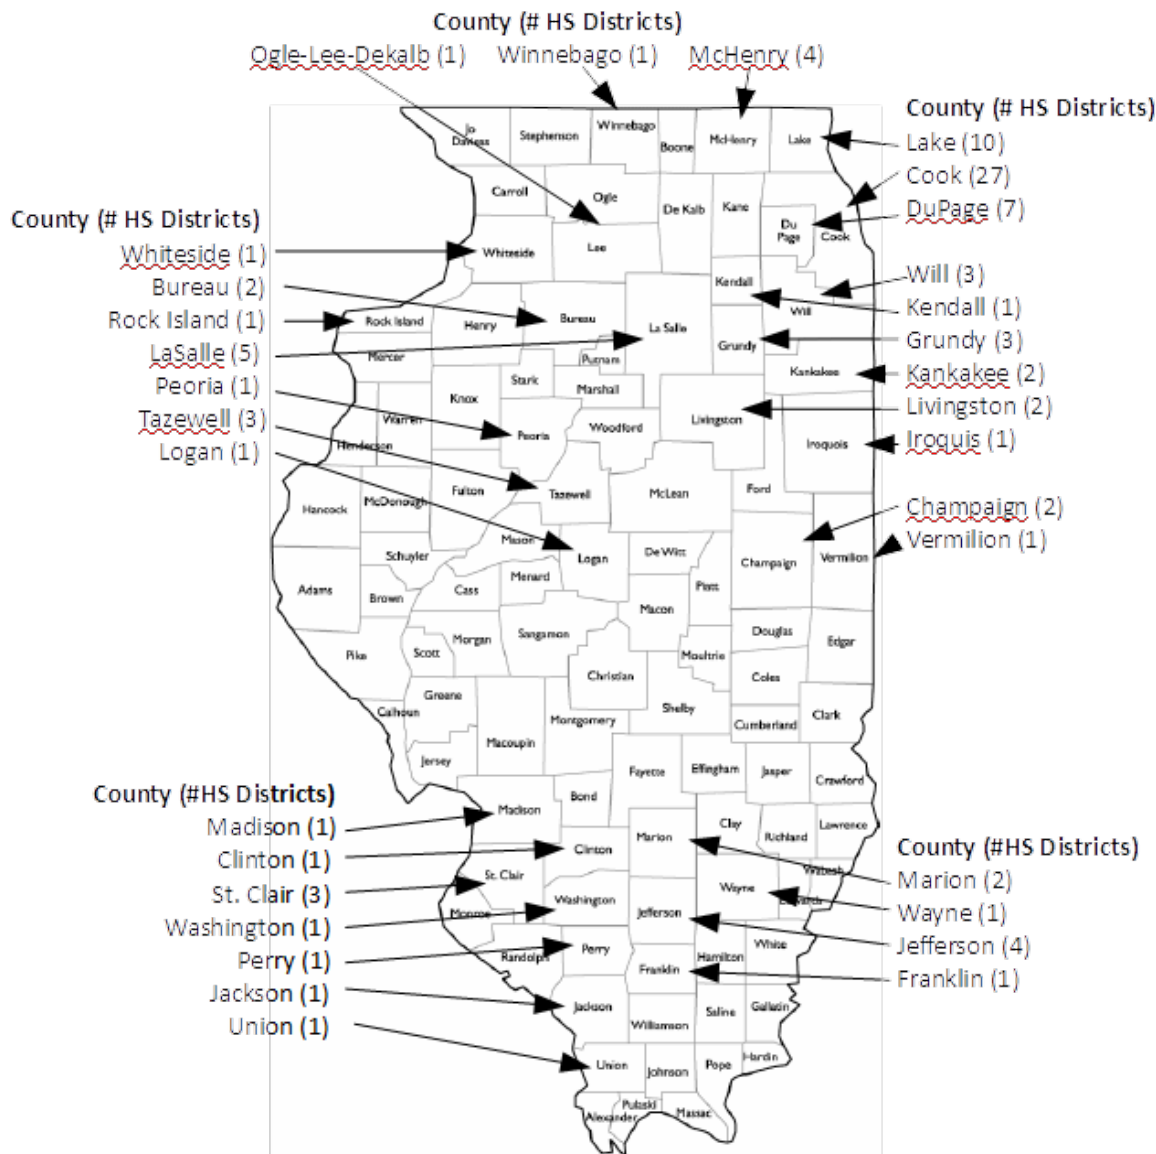 County (# HS Districts)
Ogle-Lee-Dekalb (1) Winnebago (1) McHenry (4)
County (# HS Districts)
Lake (10)
Cook (27)
DuPage (7)
Will (3)
Kendall (1)
Grundy (3)
Kankakee (2)
Livingston (2)
Iroquis (1)
Champaign (2)
Vermilion (1)
County (# HS Districts)
Whiteside (1)
Bureau (2)
Rock Island (1)
LaSalle (5)
Peoria (1)
Tazewell (3)
Logan (1)
Jo
Daviess
Stephenson
Winnebago
Boone
McHenry
Lake
Carroll
Ogle
De Kalb
Kane
Du
Page
Cook
Whiteside
Lee
Kendall
Will
Rock Island
Henry
Bureau
La Salle
Grundy
Mercer
Putnam
Kankakee
Stark
Marshall
Knox
Warren
Henderson
Peoria
Woodford
Livingston
Iroquois
Hancock
McDonough
Fulton
Tazewell
McLean
Ford
Schuyler
Mason
Logan
De Witt
Champaign
Vermilion
Adams
Brown
Cass
Menard
Piatt
Macon
Pike
Scott
Morgan
Sangamon
Christian
Moultrie
Douglas
Edgar
Coles
Calhoun
Greene
Macoupin
Montgomery
Shelby
Cumberland
Clark
Jersey
Fayette
Effingham
Jasper
Crawford
Madison
Bond
Marion
Clay
Richland
Lawrence
Clinton
St. Clair
Wabash
Wayne
Edwards
Monroe
Washington
Jefferson
Randolph
Perry
Franklin
Hamilton
White
Jackson
Williamson
Saline
Gallatin
Union
Johnson
Pope
Hardin
Alexander
Pulaski
Massac
County (#HS Districts)
Madison (1)
Clinton (1)
St. Clair (3)
Washington (1)
Perry (1)
Jackson (1)
Union (1)
County (#HS Districts)
Marion (2)
Wayne (1)
Jefferson (4)
Franklin (1)